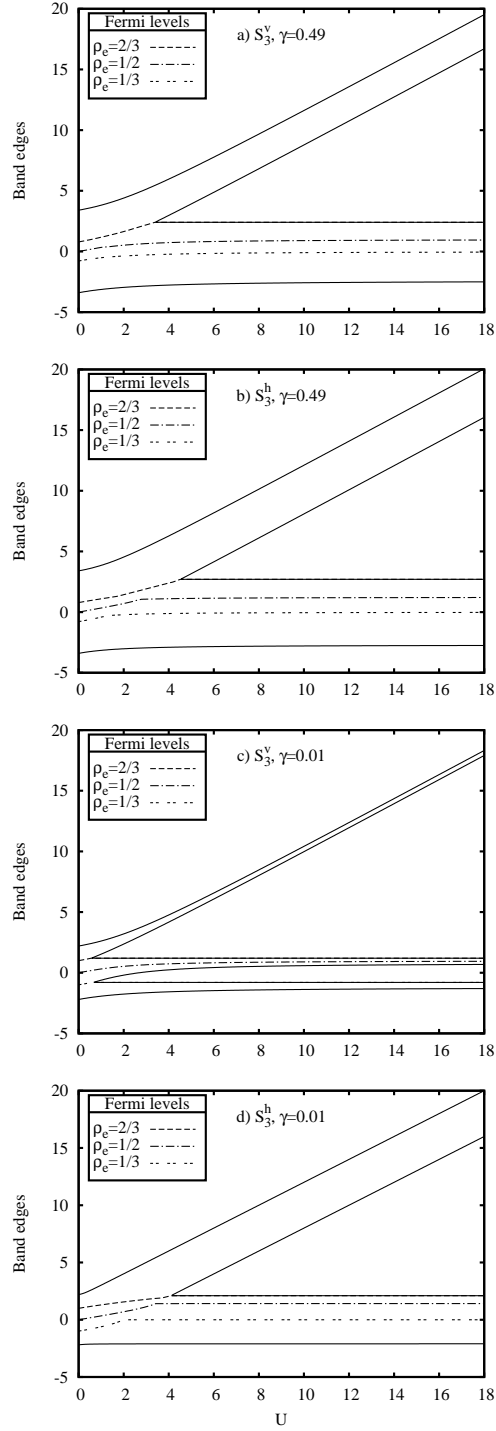 20
15
10
5
0
-5
Band edges
Fermi levels
ρe=2/3
ρe=1/2
ρe=1/3
a) S3^v, γ=0.49
0 2 4 6 8 10 12 14 16 18
U
20
15
10
5
0
-5
Band edges
Fermi levels
ρe=2/3
ρe=1/2
ρe=1/3
b) S3^h, γ=0.49
0 2 4 6 8 10 12 14 16 18
20
15
10
5
0
-5
Band edges
Fermi levels
ρe=2/3
ρe=1/2
ρe=1/3
c) S3^v, γ=0.01
0 2 4 6 8 10 12 14 16 18
20
15
10
5
0
-5
Band edges
Fermi levels
ρe=2/3
ρe=1/2
ρe=1/3
d) S3^h, γ=0.01
0 2 4 6 8 10 12 14 16 18
U